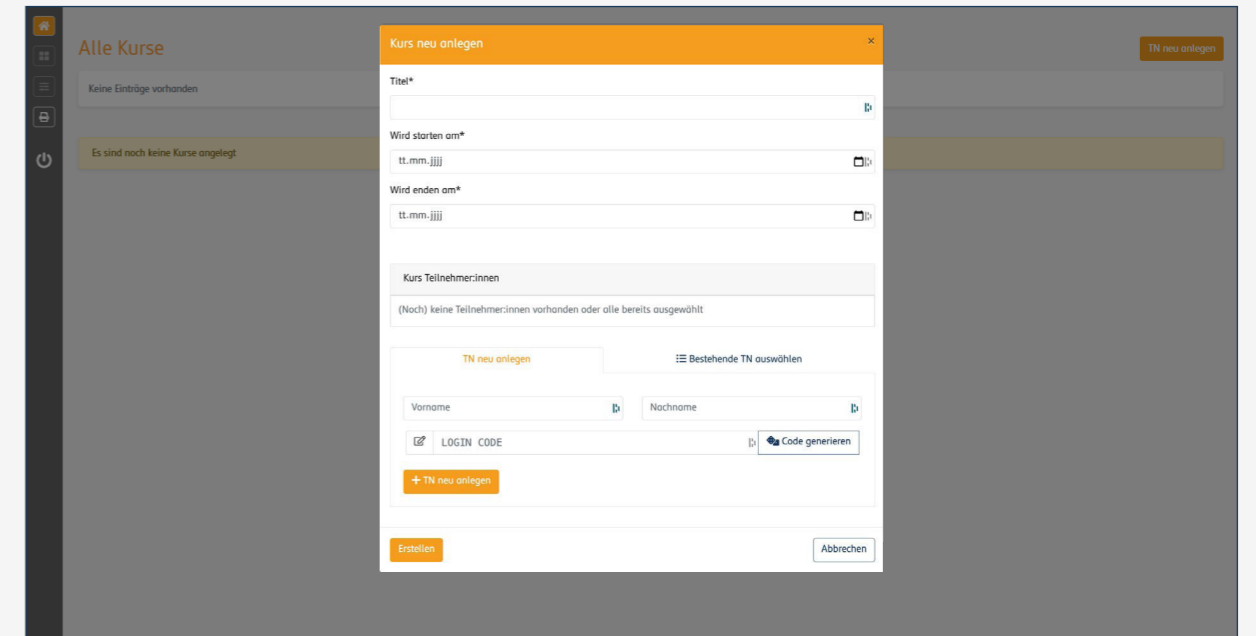 Alle Kurse
TN neu anlegen
Keine Einträge vorhanden
Es sind noch keine Kurse angelegt
Kurs neu anlegen
×
Titel*
Wird starten am*
tt.mm.jjjj
Wird enden am*
tt.mm.jjjj
Kurs Teilnehmer:innen
(Noch) keine Teilnehmer:innen vorhanden oder alle bereits ausgewählt
TN neu anlegen
Bestehende TN auswählen
Vorname
Nachname
LOGIN CODE
Code generieren
+ TN neu anlegen
Erstellen
Abbrechen